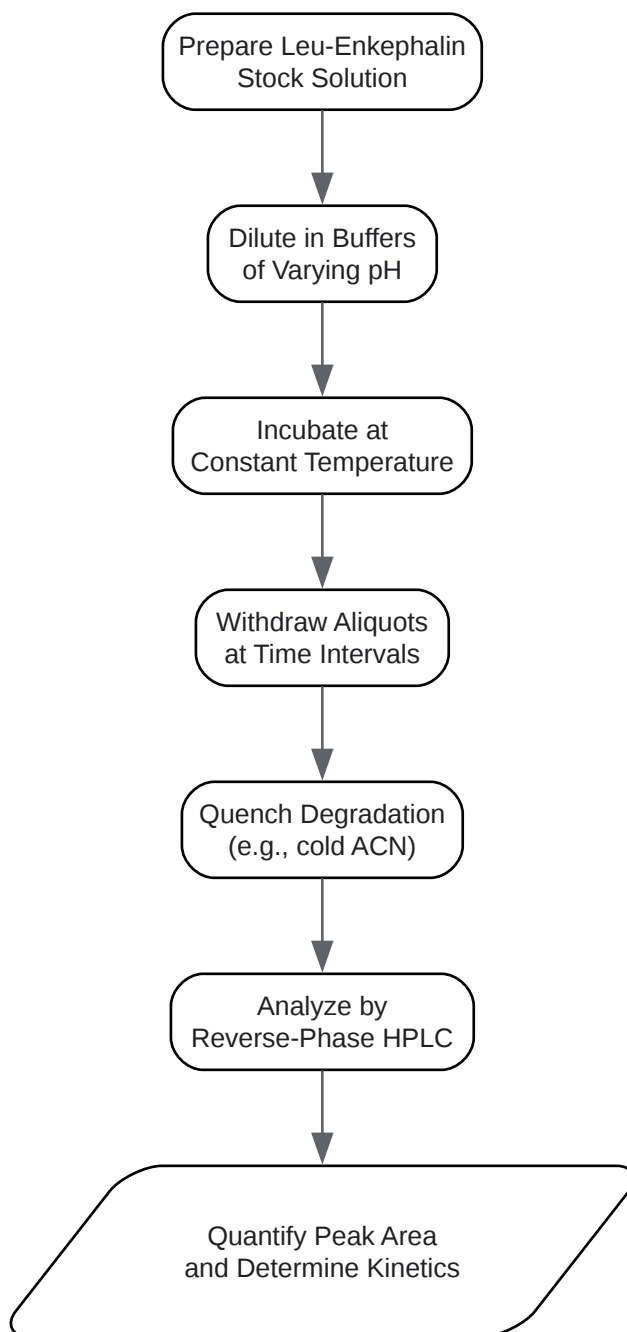 Prepare Leu-Enkephalin
Stock Solution
Dilute in Buffers
of Varying pH
Incubate at
Constant Temperature
Withdraw Aliquots
at Time Intervals
Quench Degradation
(e.g., cold ACN)
Analyze by
Reverse-Phase HPLC
Quantify Peak Area
and Determine Kinetics